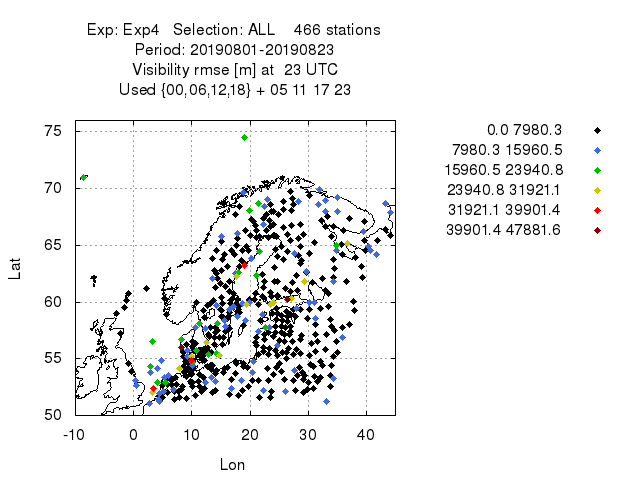 Exp: Exp4 Selection: ALL 466 stations
Period: 20190801-20190823
Visibility rmse [m] at 23 UTC
Used {00,06,12,18} + 05 11 17 23
0.0 7980.3
7980.3 15960.5
15960.5 23940.8
23940.8 31921.1
31921.1 39901.4
39901.4 47881.6
75
70
65
60
55
50
Lat
-10 0 10 20 30 40
Lon